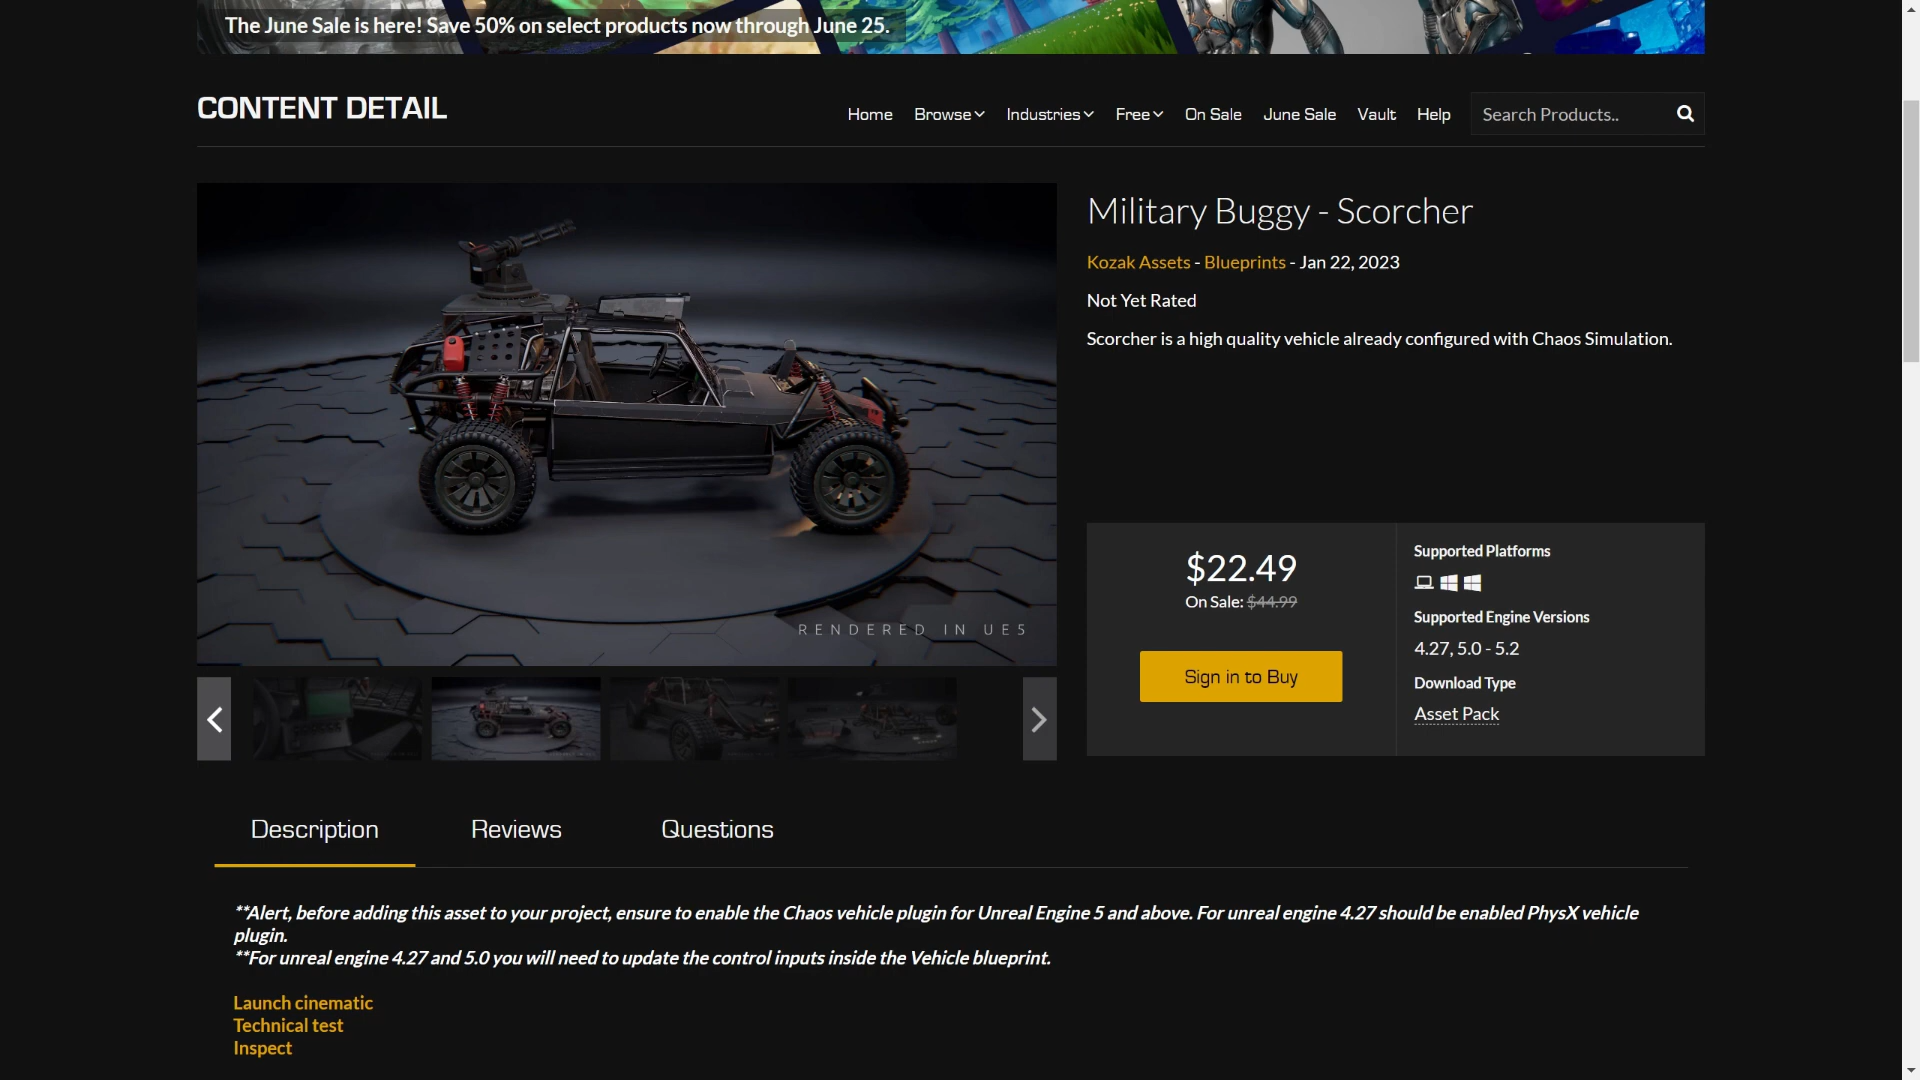 The June Sale is here! Save 50% on select products now through June 25.
CONTENT DETAIL
Home Browse Industries Free On Sale June Sale Vault Help Search Products..
Military Buggy - Scorcher
Kozak Assets - Blueprints - Jan 22, 2023
Not Yet Rated
Scorcher is a high quality vehicle already configured with Chaos Simulation.
RENDERED IN UE5
$22.49
On Sale: $44.99
Sign in to Buy
Supported Platforms
Supported Engine Versions
4.27, 5.0 - 5.2
Download Type
Asset Pack
Description Reviews Questions
**Alert, before adding this asset to your project, ensure to enable the Chaos vehicle plugin for Unreal Engine 5 and above. For unreal engine 4.27 should be enabled PhysX vehicle
plugin.
**For unreal engine 4.27 and 5.0 you will need to update the control inputs inside the Vehicle blueprint.
Launch cinematic
Technical test
Inspect